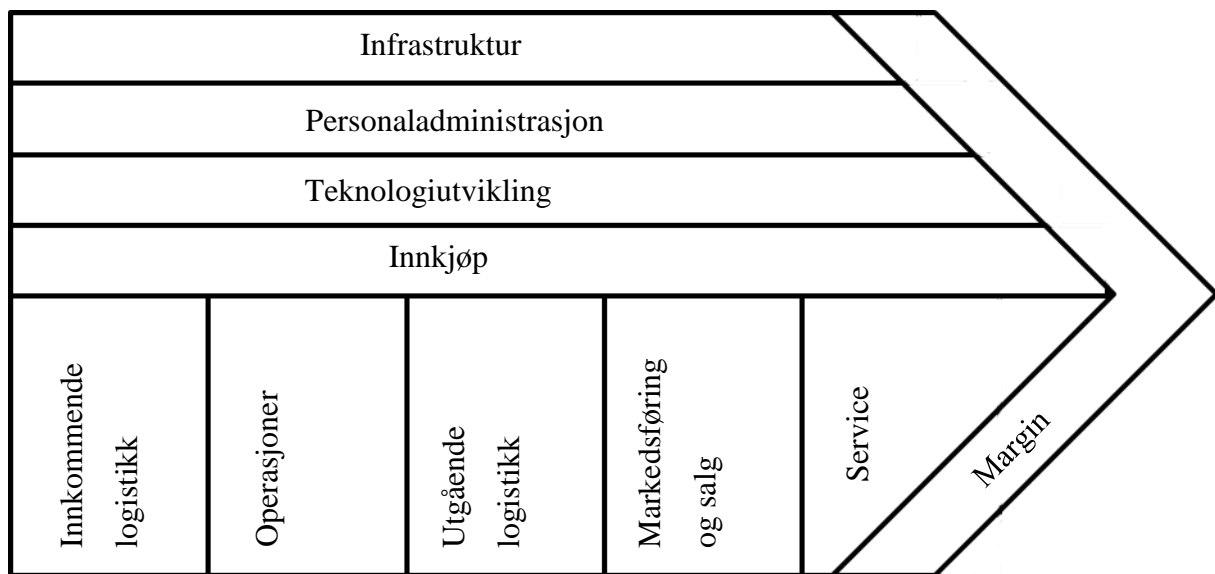 Infrastruktur
Personaladministrasjon
Teknologiutvikling
Innkjøp
Innkommende
logistikk
Operasjoner
Utgående
logistikk
Markedsføring
og salg
Service
Margin